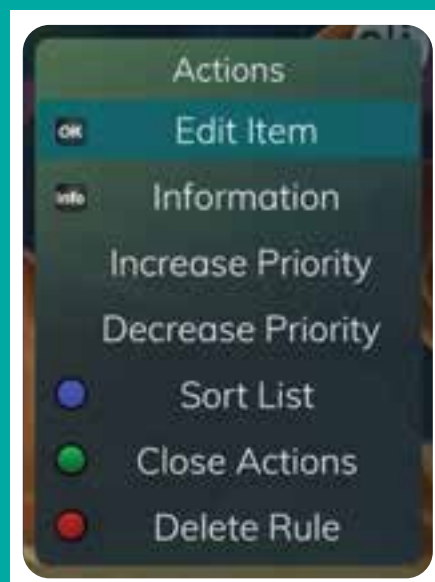 Actions
OK Edit Item
Info Information
Increase Priority
Decrease Priority
Sort List
Close Actions
Delete Rule